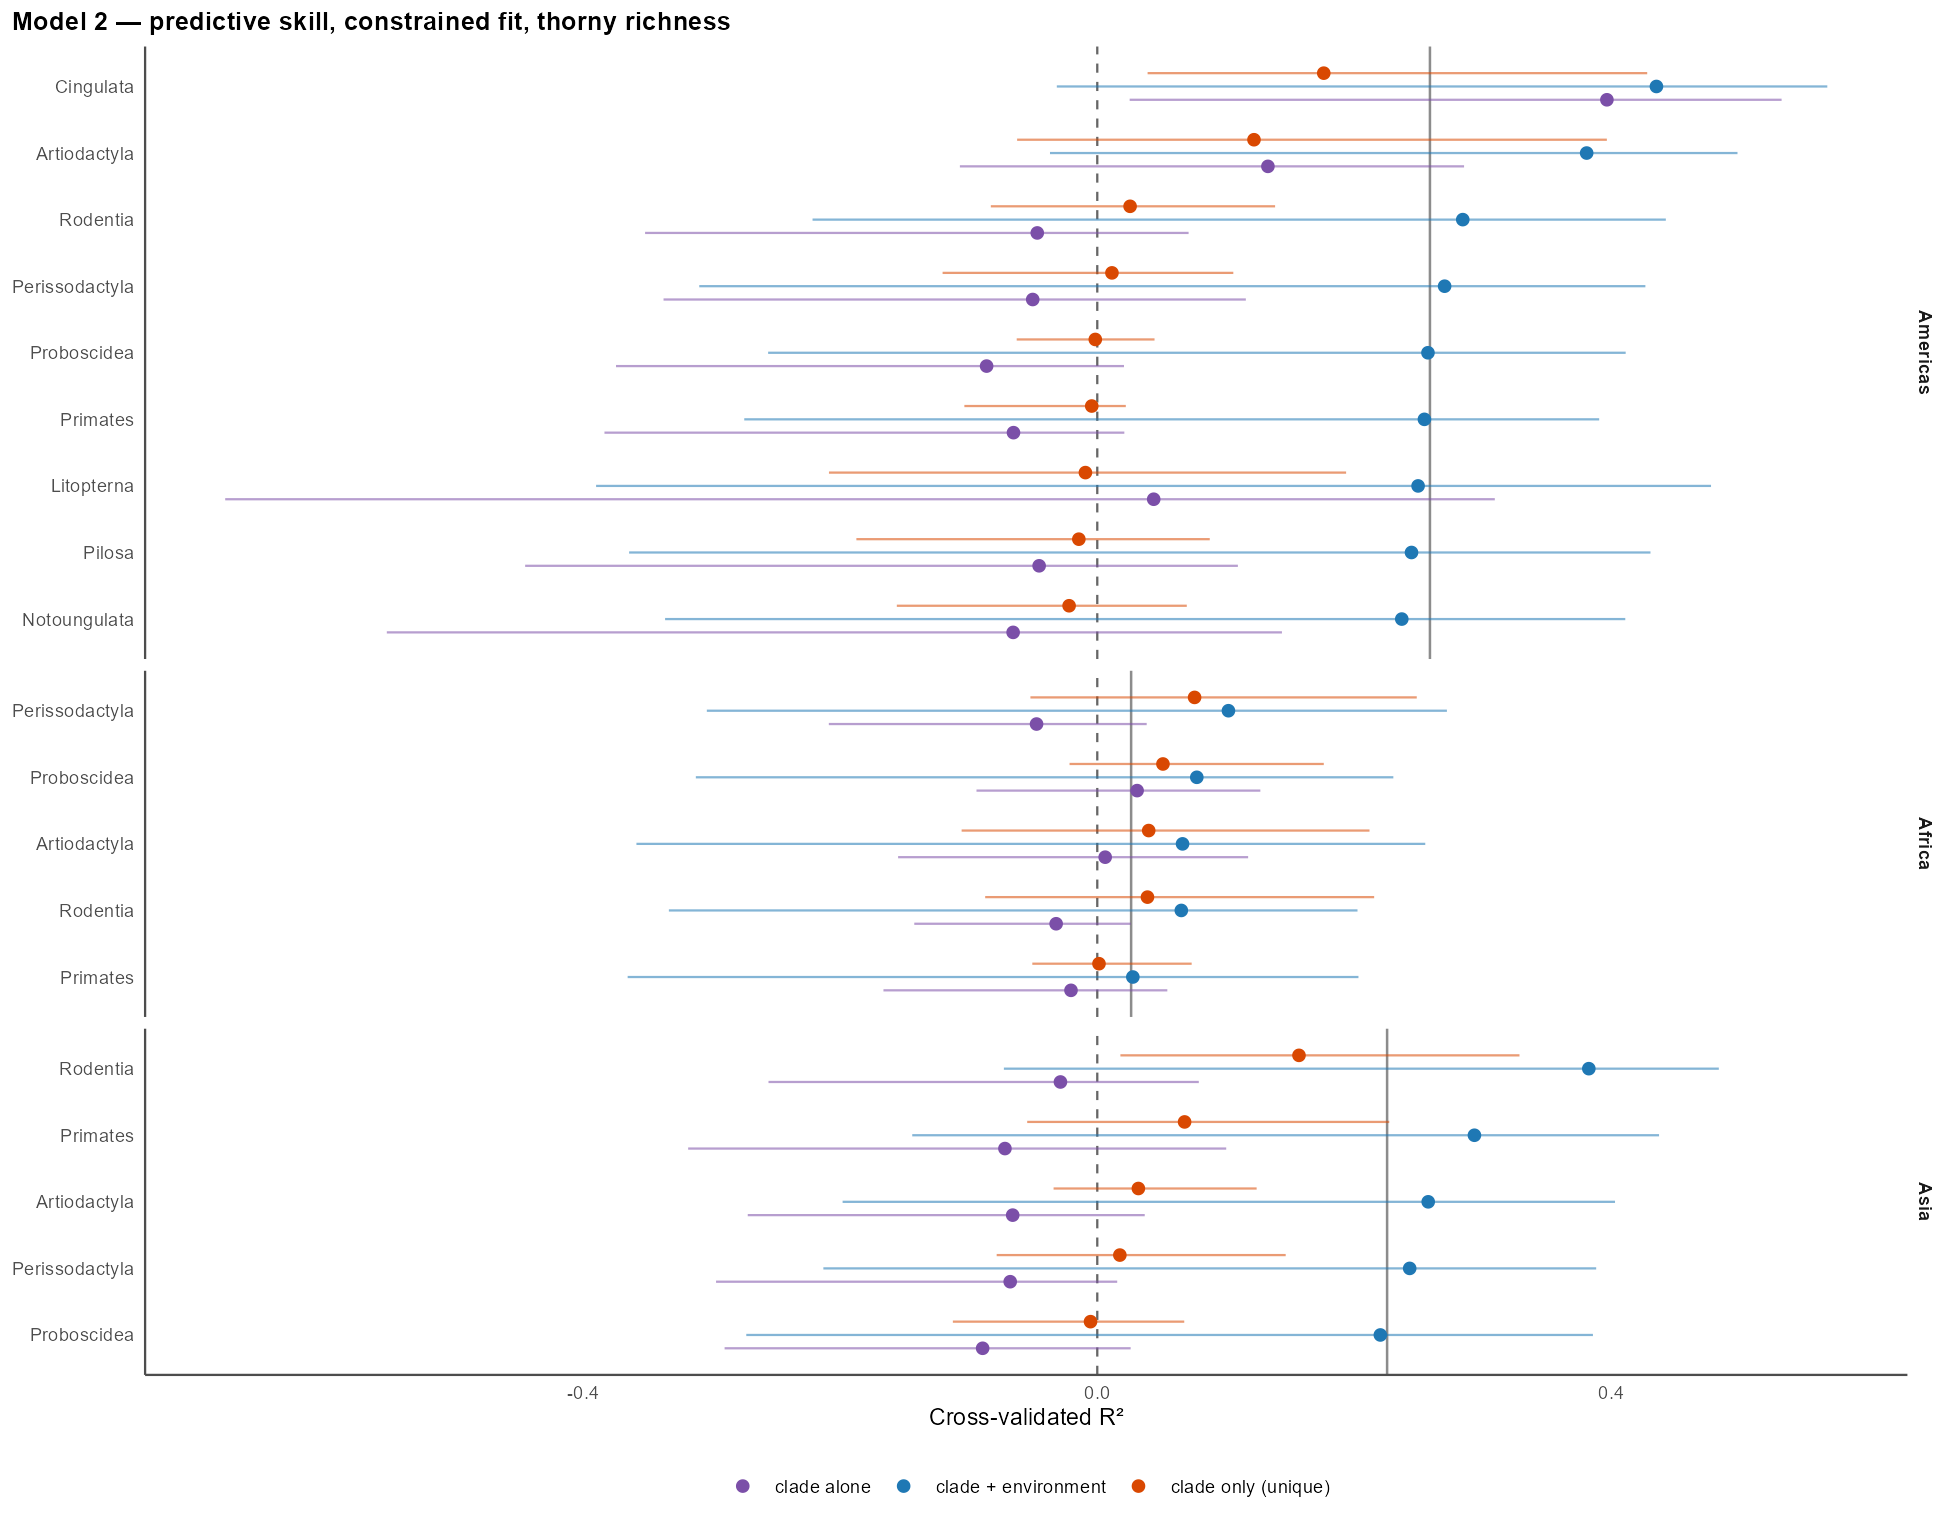 Model 2 — predictive skill, constrained fit, thorny richness
Cingulata
Artiodactyla
Rodentia
Perissodactyla
Proboscidea
Primates
Litopterna
Pilosa
Notoungulata
Americas
Perissodactyla
Proboscidea
Artiodactyla
Rodentia
Primates
Africa
Rodentia
Primates
Artiodactyla
Perissodactyla
Proboscidea
Asia
-0.4 0.0 0.4
Cross-validated R²
clade alone clade + environment clade only (unique)